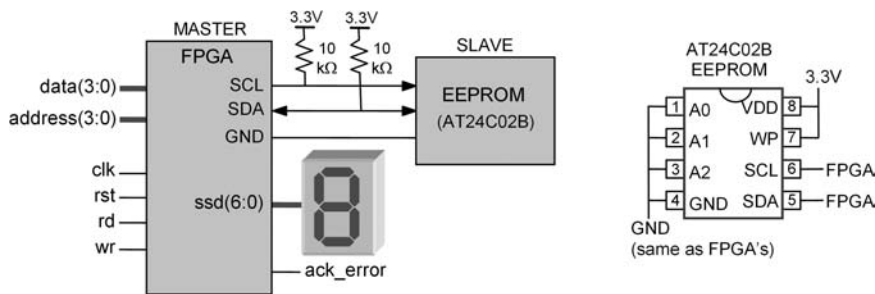 MASTER
FPGA
data(3:0)
address(3:0)
clk
rst
rd
wr
SCL
SDA
GND
ssd(6:0)
ack_error
3.3V
10
kΩ
3.3V
10
kΩ
SLAVE
EEPROM
(AT24C02B)
AT24C02B
EEPROM
3.3V
1 A0 VDD 8
2 A1 WP 7
3 A2 SCL 6 FPGA
4 GND SDA 5 FPGA
GND
(same as FPGA's)